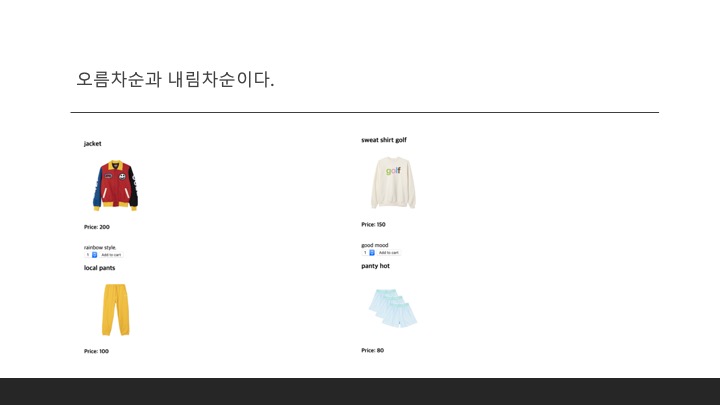 오름차순과 내림차순이다.
jacket
Price: 200
rainbow style.
1 Add to cart
local pants
Price: 100
sweat shirt golf
golf
Price: 150
good mood
1 Add to cart
panty hot
Price: 80